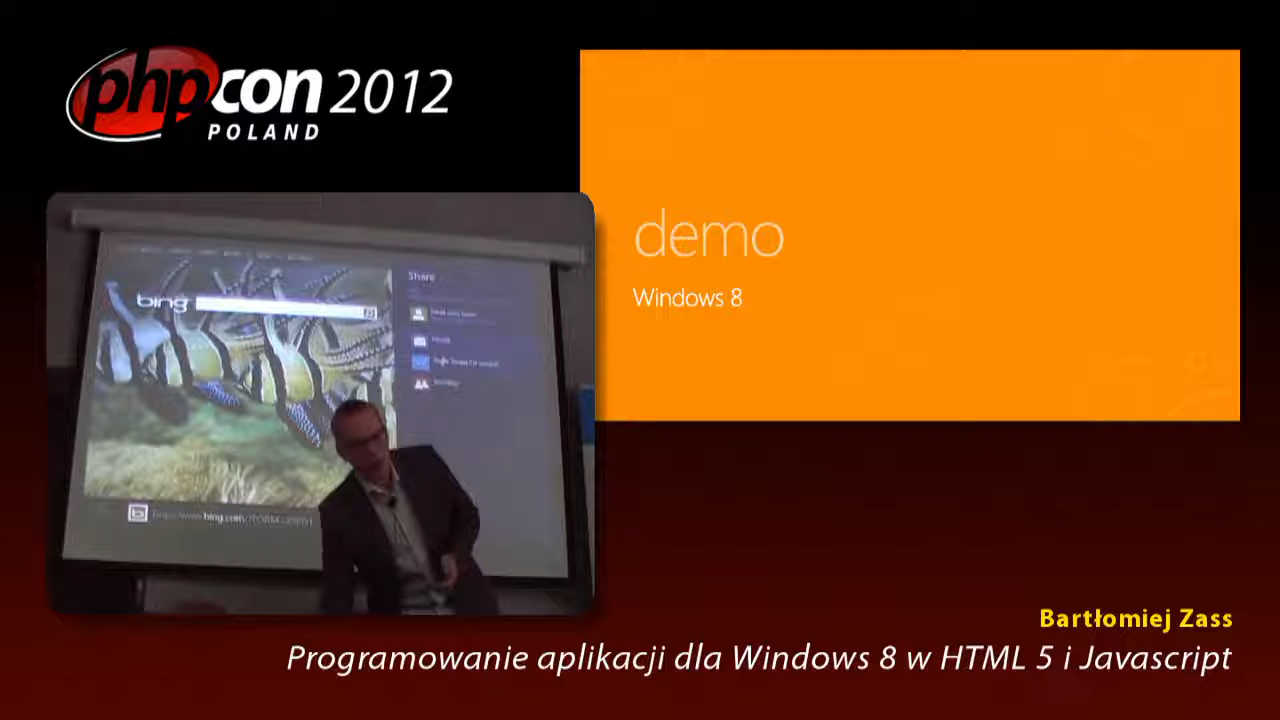 phpcon 2012
POLAND
demo
Windows 8
Share
bing
Bartłomiej Zass
Programowanie aplikacji dla Windows 8 w HTML 5 i Javascript